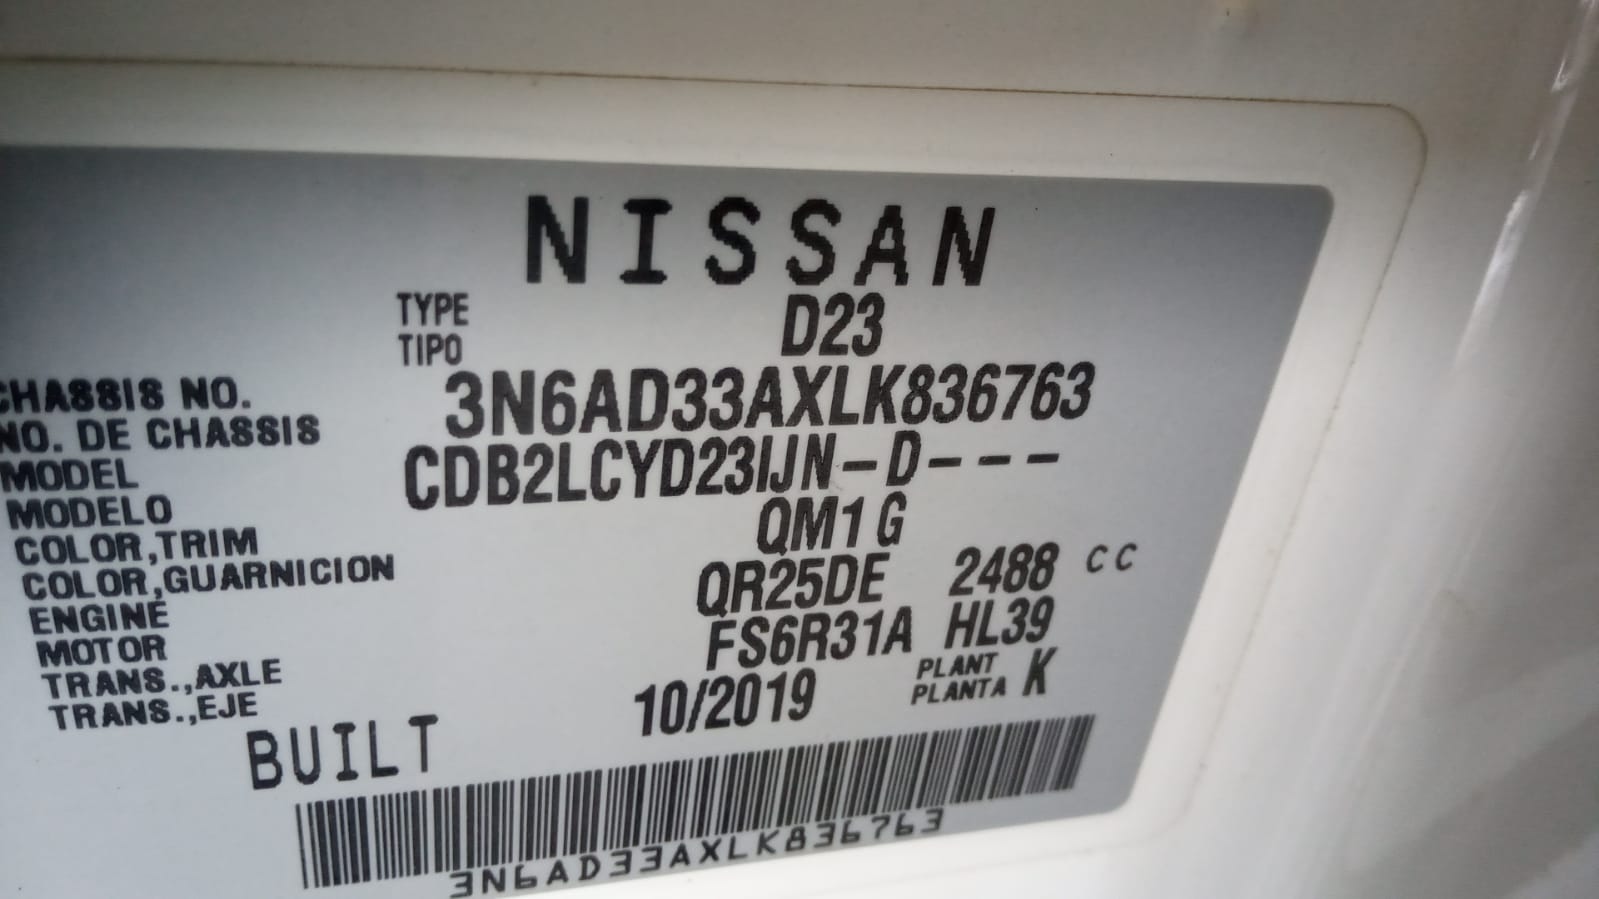 NISSAN
TYPE
TIPO
D23
CHASSIS NO.
NO. DE CHASSIS
3N6AD33AXLK836763
MODEL
MODELO
CDB2LCYD23IJN-D---
COLOR,TRIM
COLOR,GUARNICION
QM1 G
ENGINE
MOTOR
QR25DE 2488 CC
TRANS.,AXLE
TRANS.,EJE
FS6R31A HL39
BUILT
10/2019
PLANT
PLANTA
K
3N6AD33AXLK836763